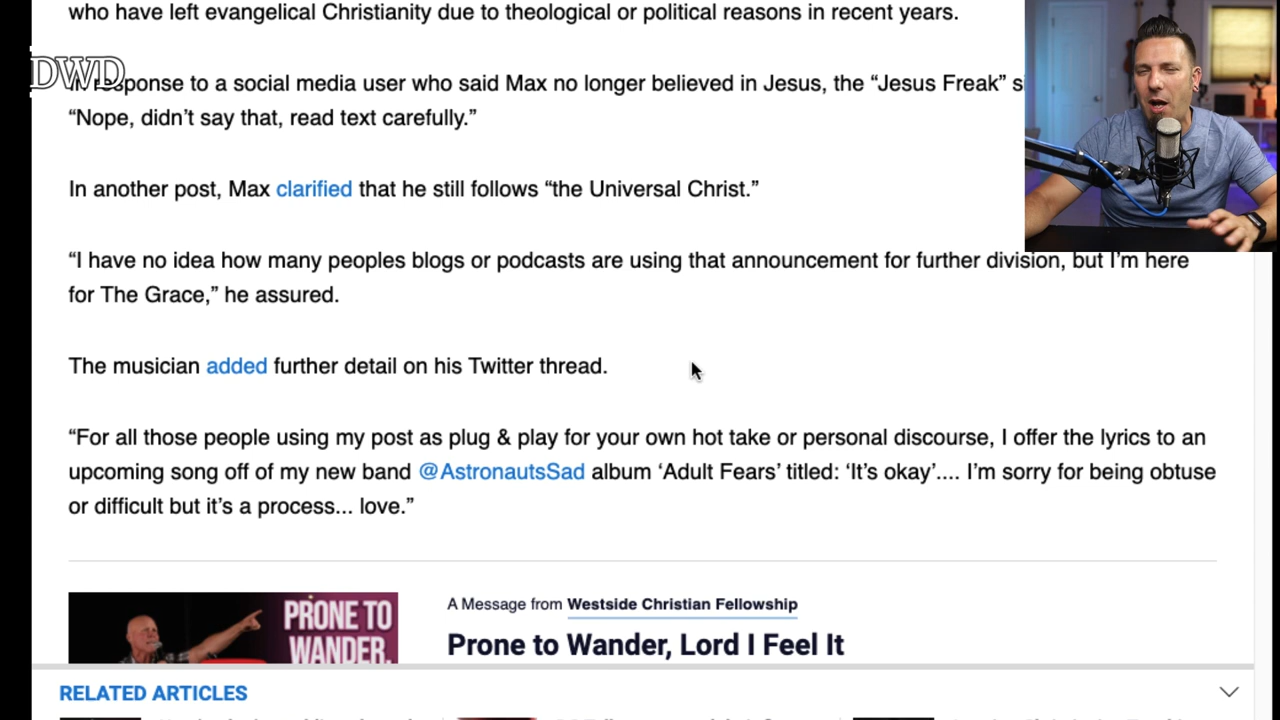 who have left evangelical Christianity due to theological or political reasons in recent years.
DWD
response to a social media user who said Max no longer believed in Jesus, the “Jesus Freak”
“Nope, didn’t say that, read text carefully.”
In another post, Max clarified that he still follows “the Universal Christ.”
“I have no idea how many peoples blogs or podcasts are using that announcement for further division, but I’m here
for The Grace,” he assured.
The musician added further detail on his Twitter thread.
“For all those people using my post as plug & play for your own hot take or personal discourse, I offer the lyrics to an
upcoming song off of my new band @AstronautsSad album ‘Adult Fears’ titled: ‘It’s okay’.... I’m sorry for being obtuse
or difficult but it’s a process... love.”
PRONE TO
WANDER,
A Message from Westside Christian Fellowship
Prone to Wander, Lord I Feel It
RELATED ARTICLES